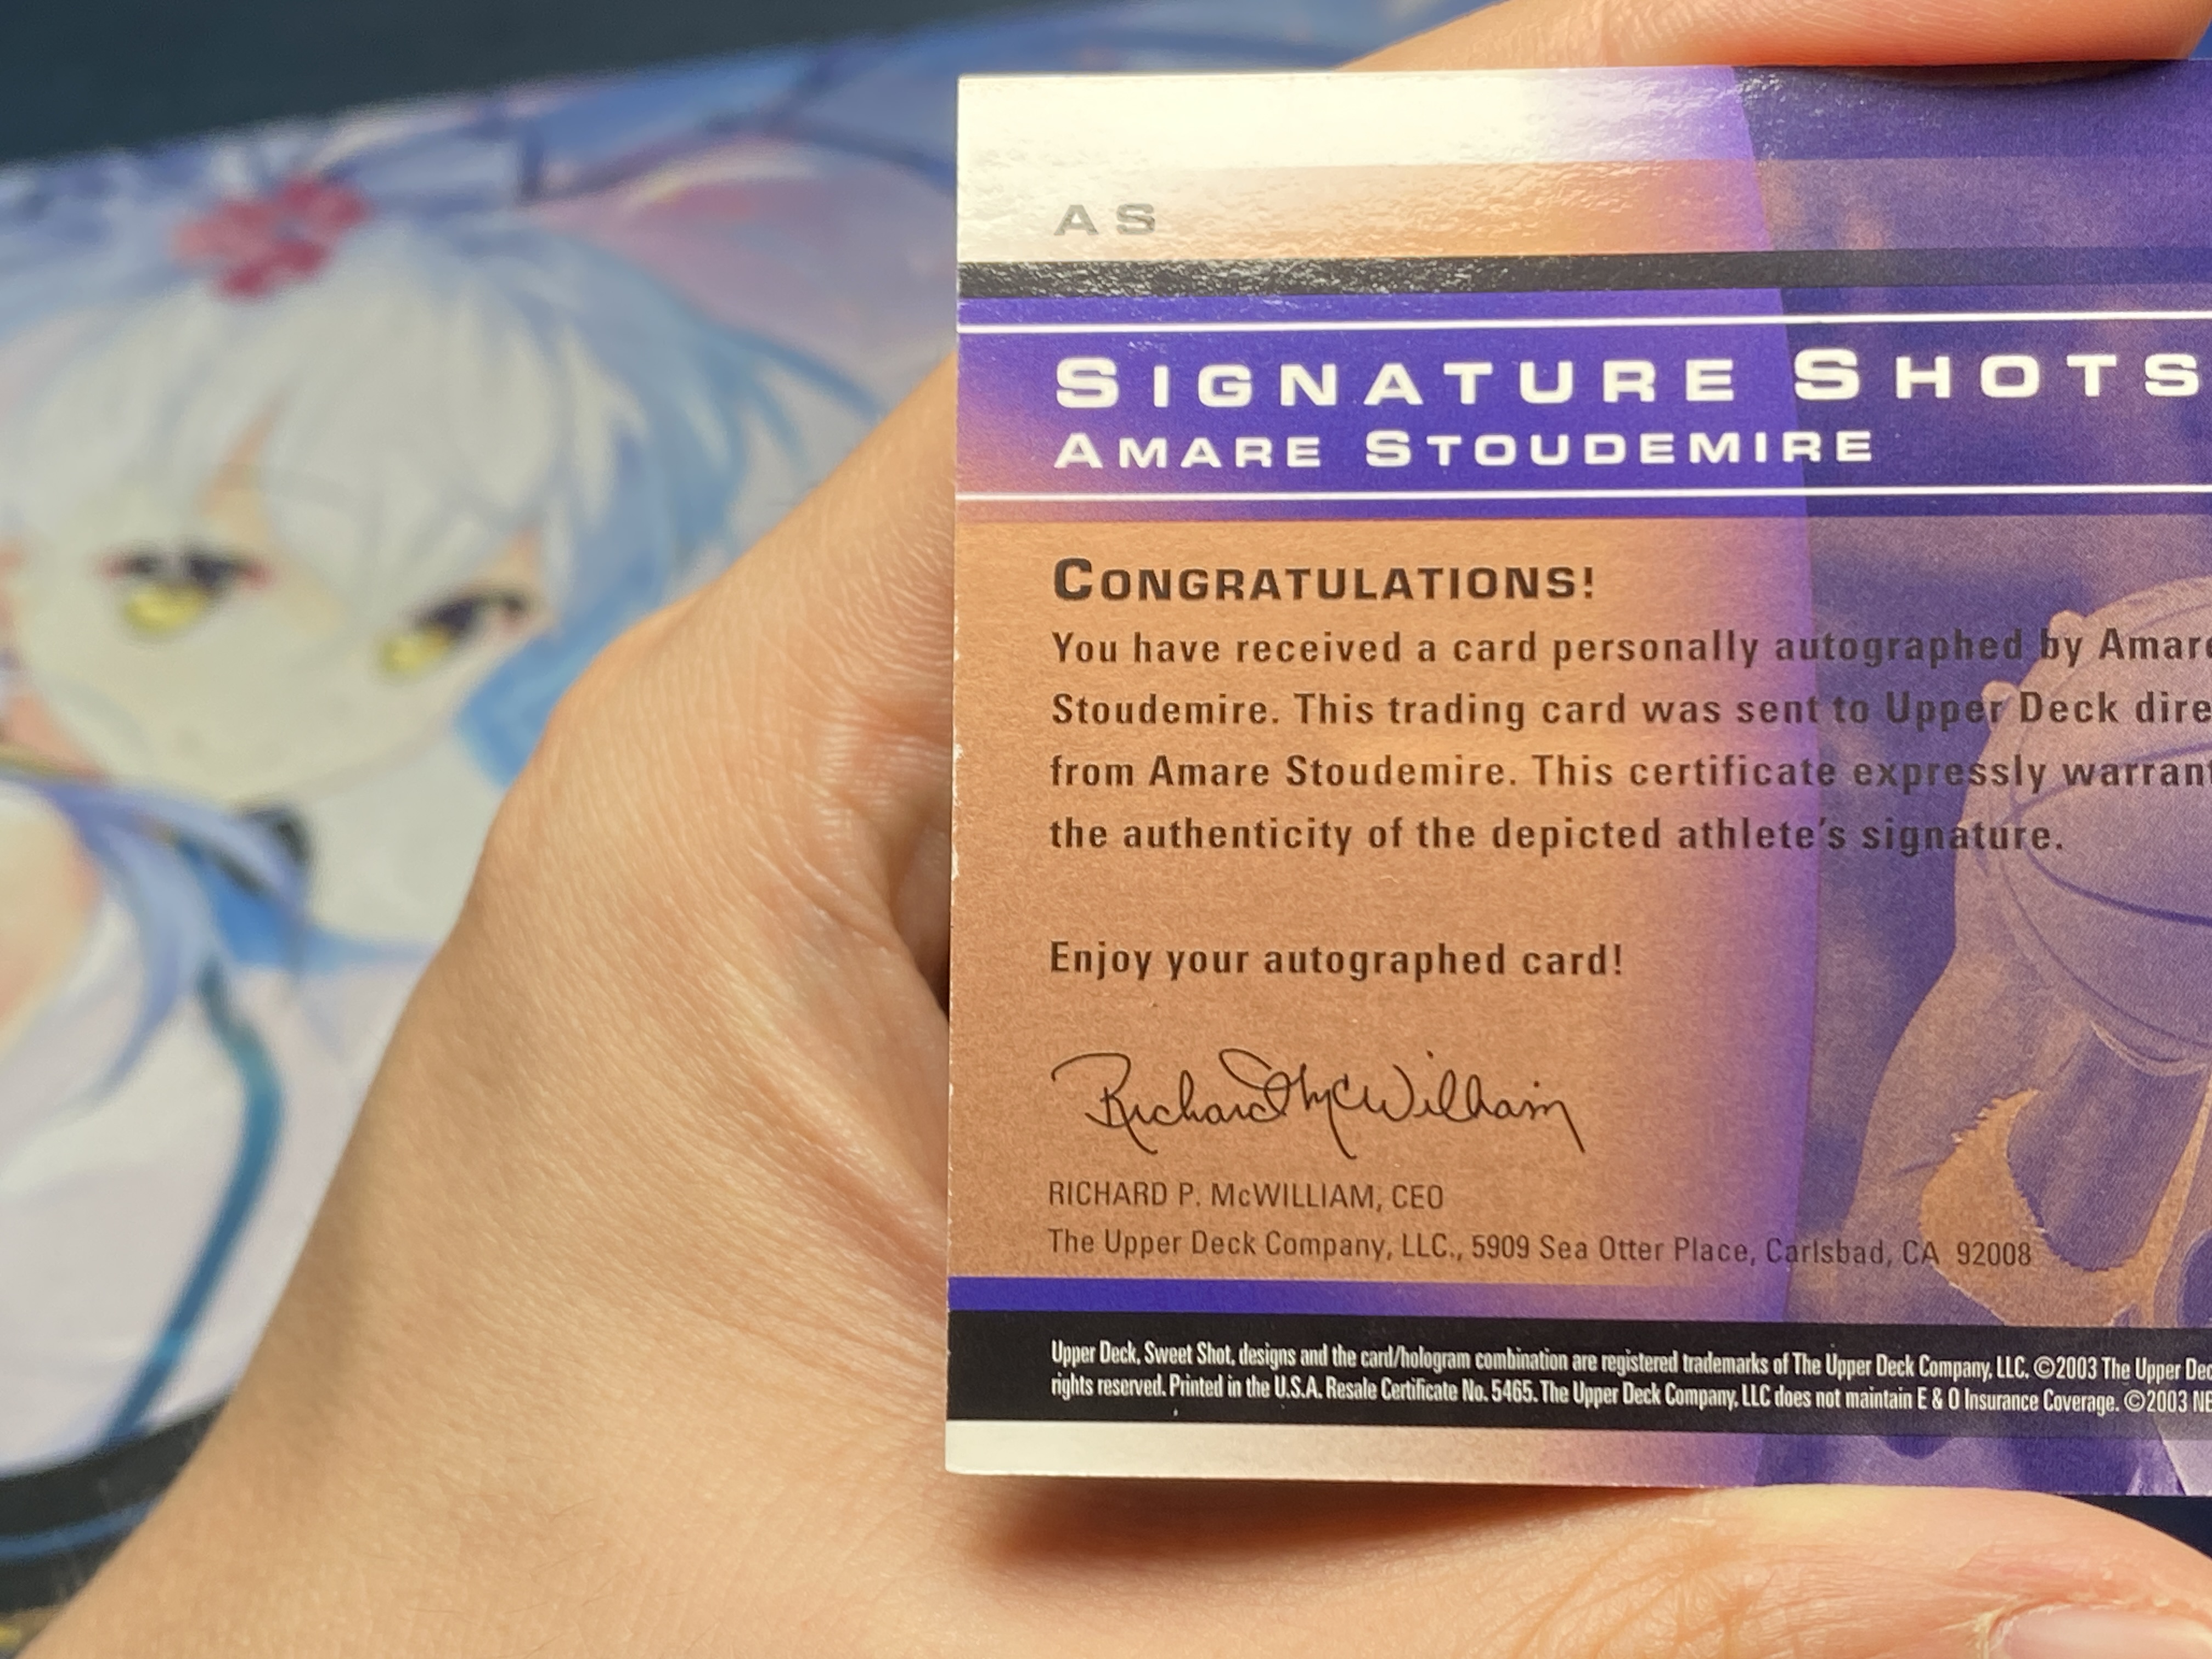 AS
SIGNATURE SHOTS
AMARE STOUDEMIRE
CONGRATULATIONS!
You have received a card personally autographed by Amare
Stoudemire. This trading card was sent to Upper Deck dire
from Amare Stoudemire. This certificate expressly warrant
the authenticity of the depicted athlete's signature.
Enjoy your autographed card!
Richard McWilliam
RICHARD P. McWILLIAM, CEO
The Upper Deck Company, LLC., 5909 Sea Otter Place, Carlsbad, CA 92008
Upper Deck, Sweet Shot, designs and the card/hologram combination are registered trademarks of The Upper Deck Company, LLC. ©2003 The Upper Dec
rights reserved. Printed in the U.S.A. Resale Certificate No. 5465. The Upper Deck Company, LLC does not maintain E & O Insurance Coverage. ©2003 NB